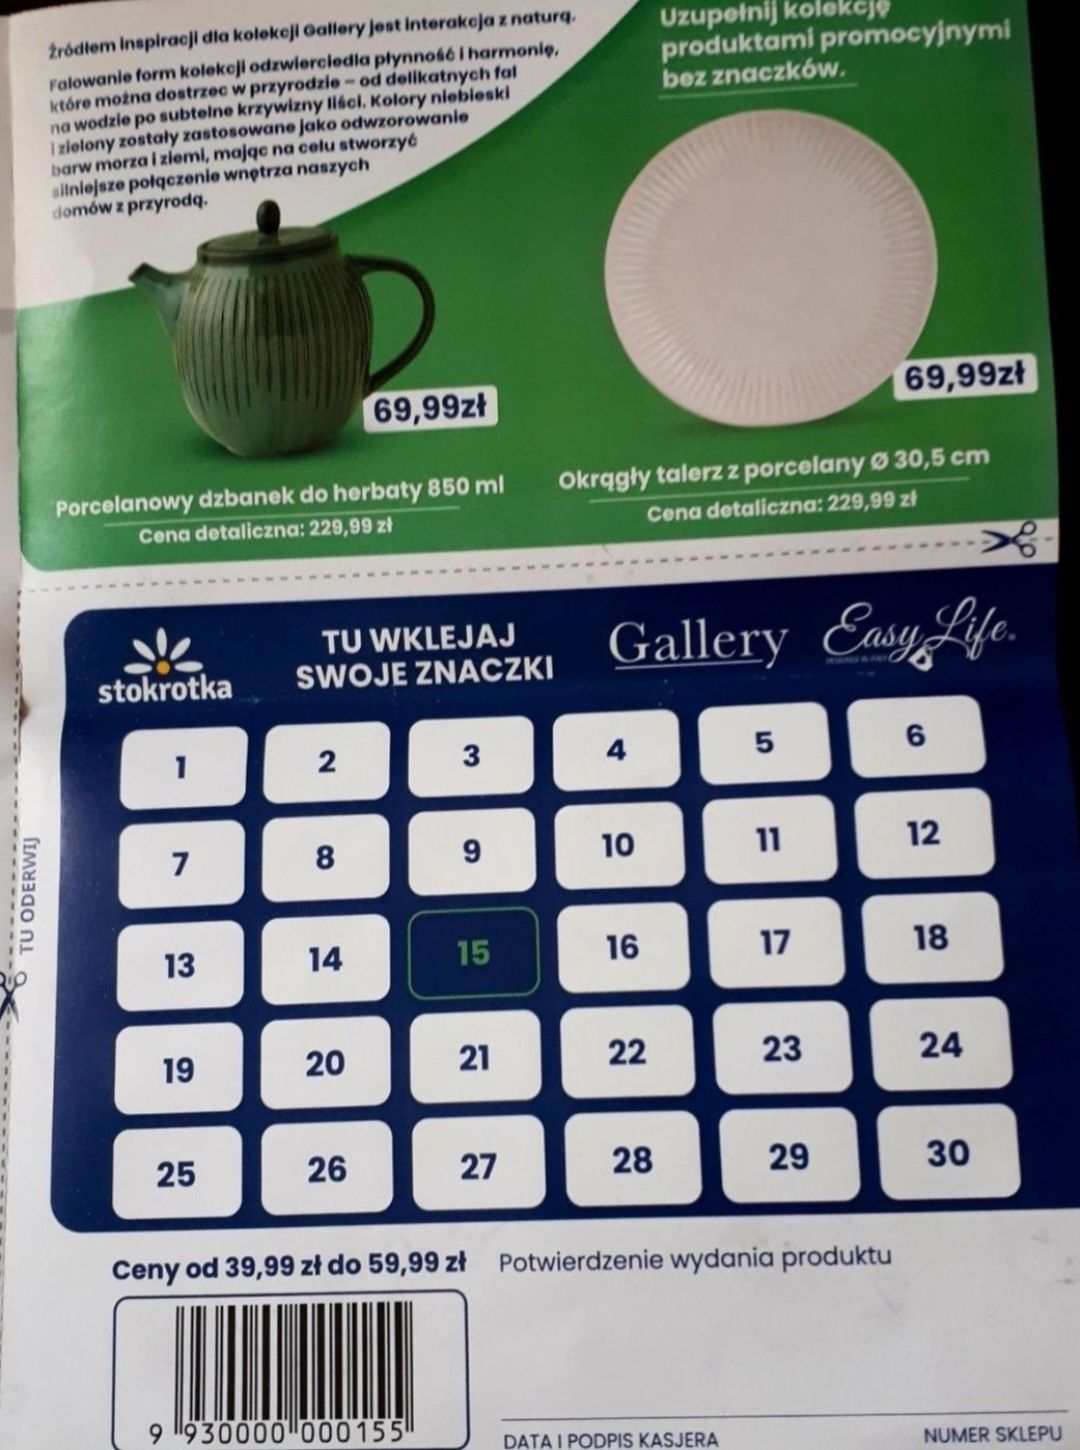 Źródłem inspiracji dla kolekcji Gallery jest interakcja z naturą.
Falowanie form kolekcji odzwierciedla płynność i harmonię,
które można dostrzec w przyrodzie – od delikatnych fal
na wodzie po subtelne krzywizny liści. Kolory niebieski
i zielony zostały zastosowane jako odwzorowanie
barw morza i ziemi, mając na celu stworzyć
silniejsze połączenie wnętrza naszych
domów z przyrodą.
Uzupełnij kolekcję
produktami promocyjnymi
bez znaczków.
69,99zł
69,99zł
Porcelanowy dzbanek do herbaty 850 ml
Cena detaliczna: 229,99 zł
Okrągły talerz z porcelany Ø 30,5 cm
Cena detaliczna: 229,99 zł
stokrotka
TU WKLEJAJ
SWOJE ZNACZKI
Gallery
Easy Life.
1 2 3 4 5 6
7 8 9 10 11 12
13 14 15 16 17 18
19 20 21 22 23 24
25 26 27 28 29 30
TU ODERWIJ
Ceny od 39,99 zł do 59,99 zł
Potwierdzenie wydania produktu
9 930000 000155
DATA I PODPIS KASJERA
NUMER SKLEPU